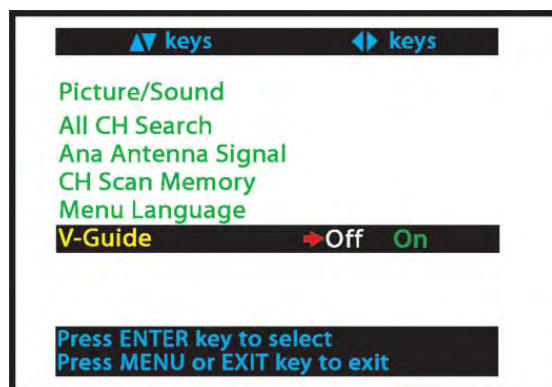 ▲▼ keys ◀▶ keys
Picture/Sound
All CH Search
Ana Antenna Signal
CH Scan Memory
Menu Language
V-Guide Off On
Press ENTER key to select
Press MENU or EXIT key to exit